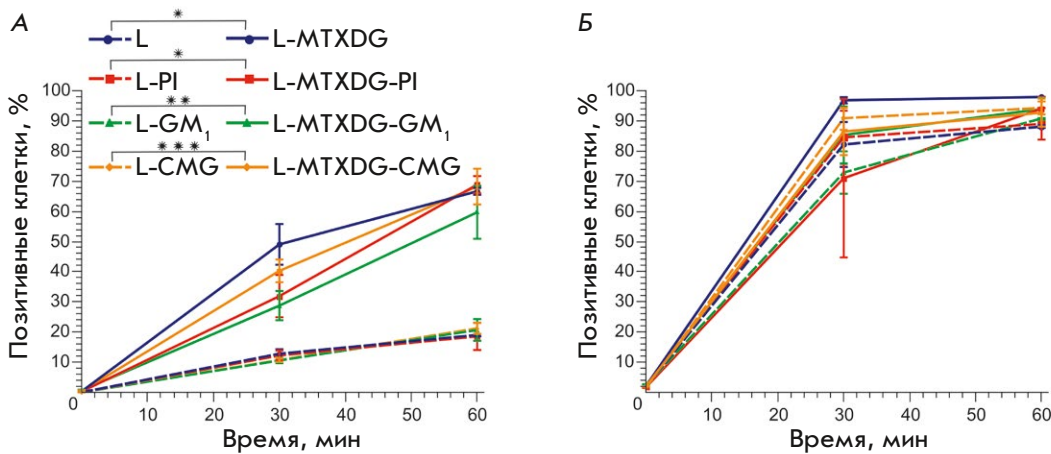 А
*
L L-MTXDG
*
L-PI L-MTXDG-PI
**
L-GM₁ L-MTXDG-GM₁
***
L-CMG L-MTXDG-CMG
Позитивные клетки, %
100
90
80
70
60
50
40
30
20
10
0 10 20 30 40 50 60
Время, мин
Б
Позитивные клетки, %
100
90
80
70
60
50
40
30
20
10
0 10 20 30 40 50 60
Время, мин